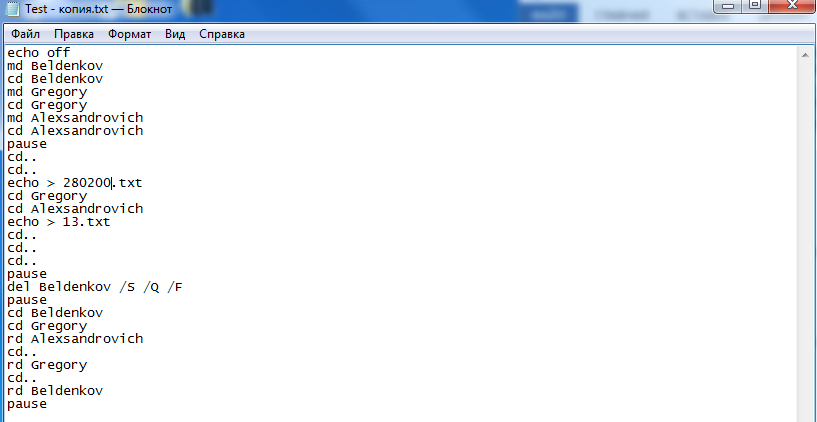 Test - копия.txt — Блокнот
Файл Правка Формат Вид Справка
echo off
md Beldenkov
cd Beldenkov
md Gregory
cd Gregory
md Alexsandrovich
cd Alexsandrovich
pause
cd..
cd..
echo > 280200.txt
cd Gregory
cd Alexsandrovich
echo > 13.txt
cd..
cd..
cd..
pause
del Beldenkov /S /Q /F
pause
cd Beldenkov
cd Gregory
rd Alexsandrovich
cd..
rd Gregory
cd..
rd Beldenkov
pause